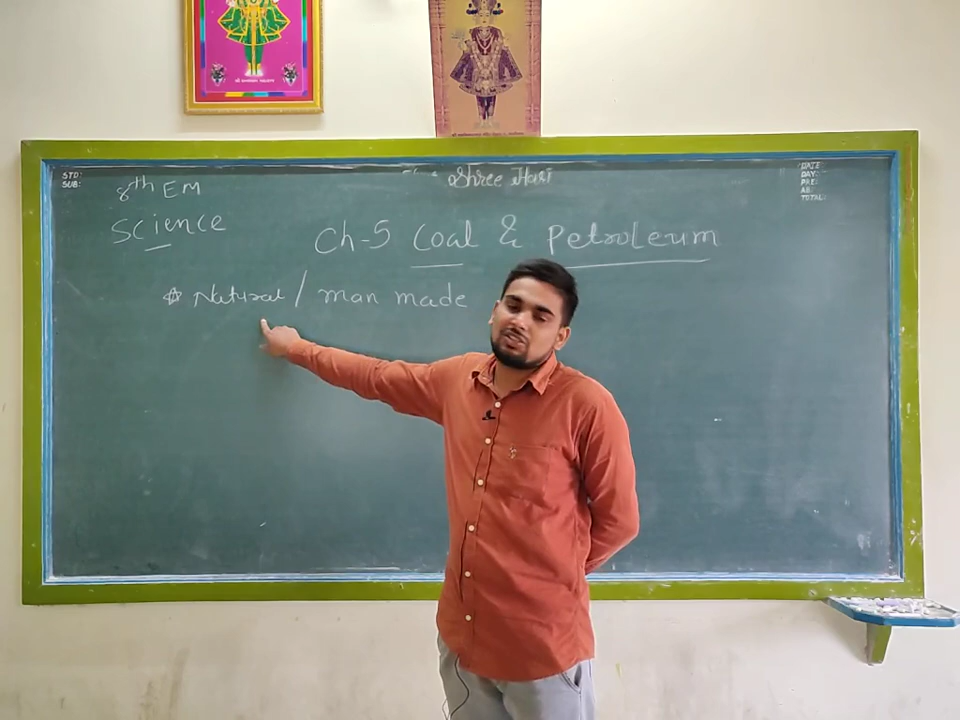 STD:
SUB:
Shree Hari
DATE
DAY:
PRE:
AB:
TOTAL:
8th EM
Science
Ch-5 Coal & Petroleum
☆ Natural / man made